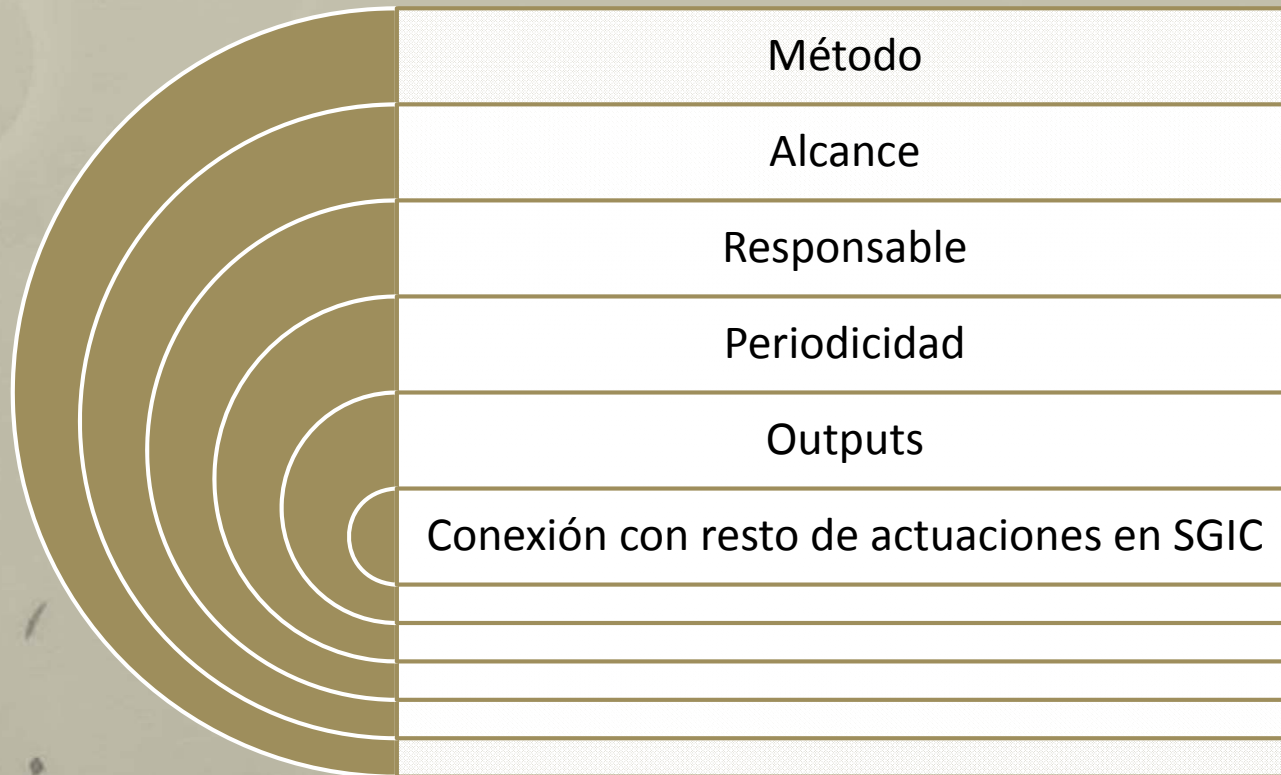 Método
Alcance
Responsable
Periodicidad
Outputs
Conexión con resto de actuaciones en SGIC